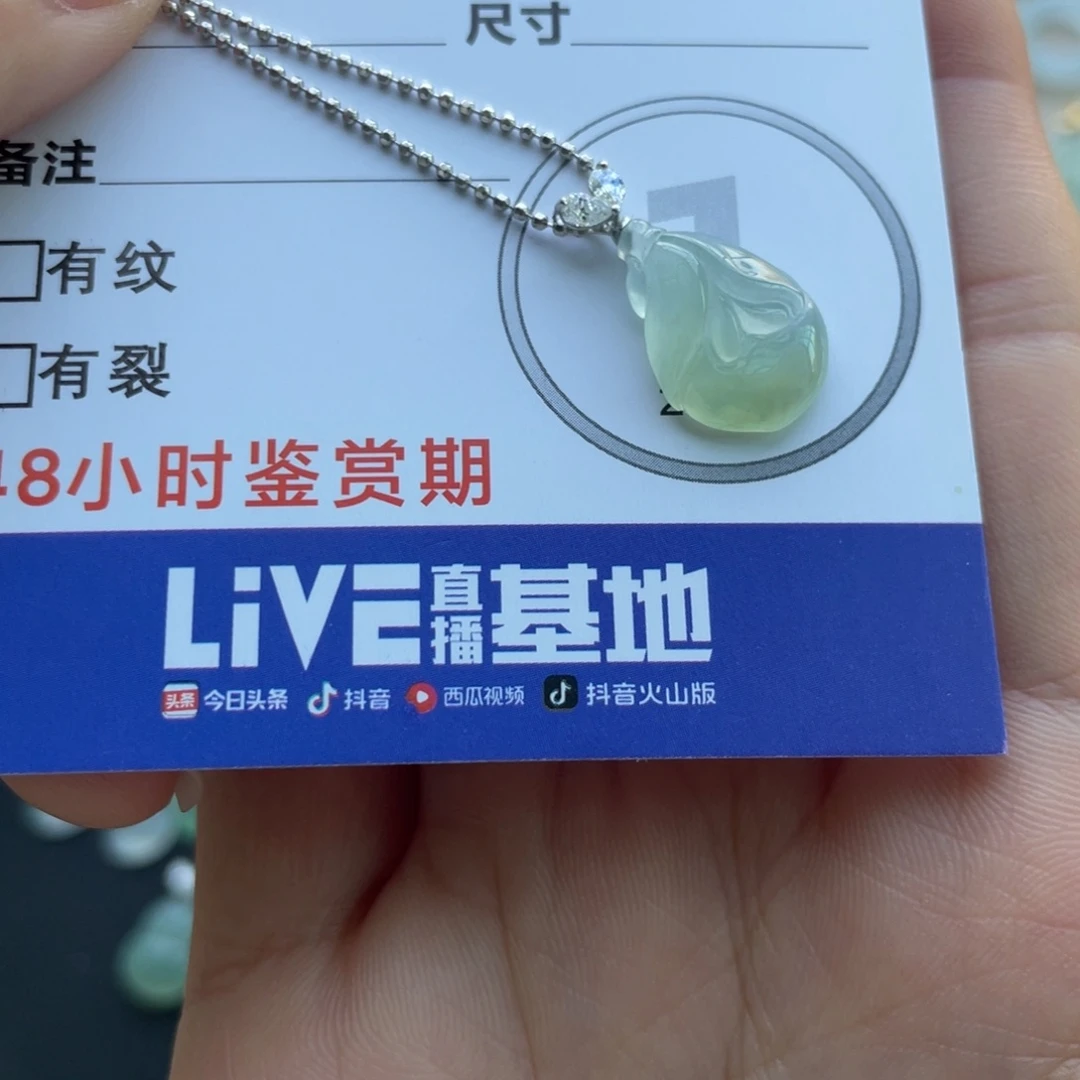 尺寸
备注
有纹
有裂
48小时鉴赏期
LiVE直播基地
头条 今日头条 抖音 西瓜视频 抖音火山版